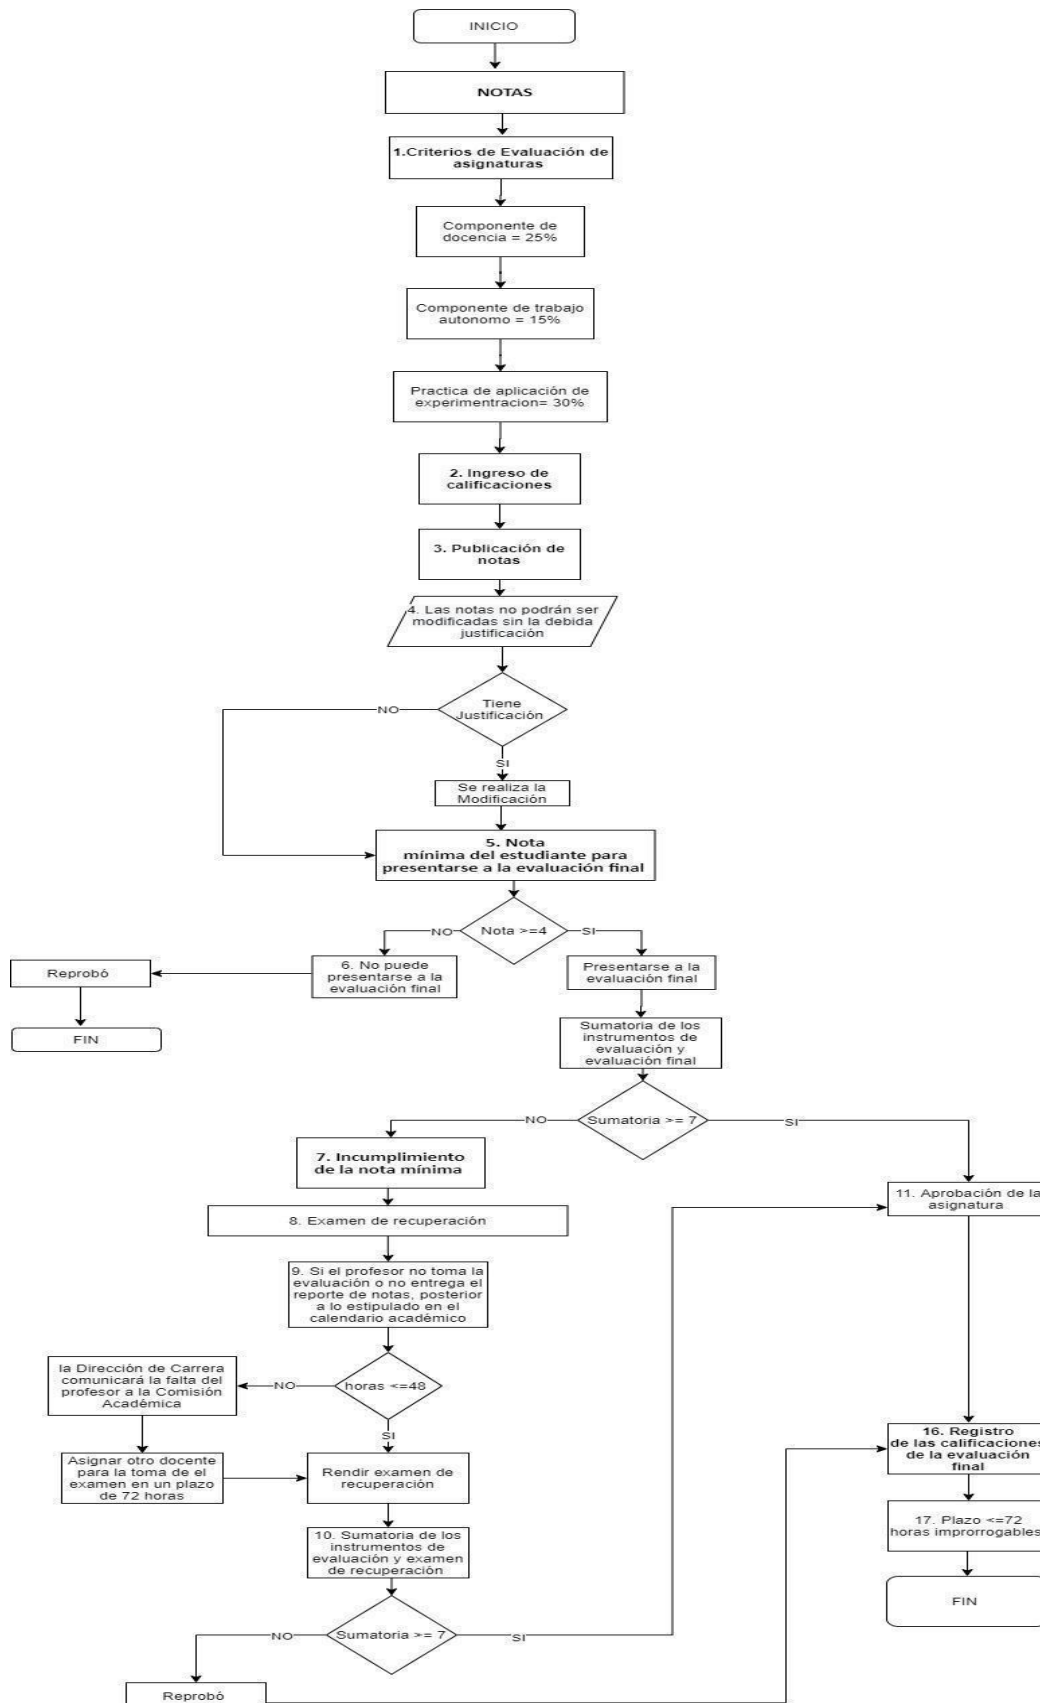 INICIO
NOTAS
1.Criterios de Evaluación de
asignaturas
Componente de
docencia = 25%
Componente de trabajo
autonomo = 15%
Practica de aplicación de
experimentracion= 30%
2. Ingreso de
calificaciones
3. Publicación de
notas
4. Las notas no podrán ser
modificadas sin la debida
justificación
Tiene
Justificación
NO
SI
Se realiza la
Modificación
5. Nota
mínima del estudiante para
presentarse a la evaluación final
Nota >=4
NO
SI
6. No puede
presentarse a la
evaluación final
Reprobó
FIN
Presentarse a la
evaluación final
Sumatoria de los
instrumentos de
evaluación y
evaluación final
Sumatoria >= 7
NO
SI
7. Incumplimiento
de la nota mínima
11. Aprobación de la
asignatura
8. Examen de recuperación
9. Si el profesor no toma la
evaluación o no entrega el
reporte de notas, posterior
a lo estipulado en el
calendario académico
horas <=48
NO
SI
la Dirección de Carrera
comunicará la falta del
profesor a la Comisión
Académica
Asignar otro docente
para la toma de el
examen en un plazo
de 72 horas
Rendir examen de
recuperación
16. Registro
de las calificaciones
de la evaluación
final
17. Plazo <=72
horas improrrogables
FIN
10. Sumatoria de los
instrumentos de
evaluación y examen
de recuperación
Sumatoria >= 7
NO
SI
Reprobó